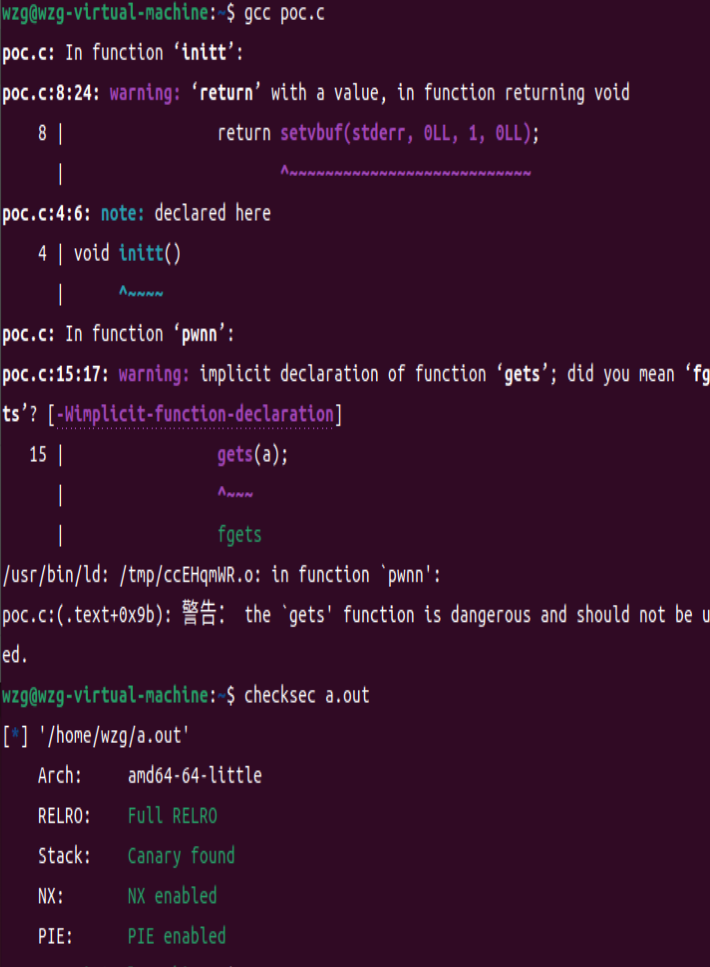 wzg@wzg-virtual-machine:~$ gcc poc.c
poc.c: In function ‘initt’:
poc.c:8:24: warning: ‘return’ with a value, in function returning void
8 | return setvbuf(stderr, 0LL, 1, 0LL);
| ^~~~~~~~~~~~~~~~~~~~~~~~~~~
poc.c:4:6: note: declared here
4 | void initt()
| ^~~~~
poc.c: In function ‘pwnn’:
poc.c:15:17: warning: implicit declaration of function ‘gets’; did you mean ‘fg
ts’? [-Wimplicit-function-declaration]
15 | gets(a);
| ^~~~
| fgets
/usr/bin/ld: /tmp/ccEHqmWR.o: in function `pwnn':
poc.c:(.text+0x9b): 警告： the `gets' function is dangerous and should not be u
ed.
wzg@wzg-virtual-machine:~$ checksec a.out
[*] '/home/wzg/a.out'
Arch: amd64-64-little
RELRO: Full RELRO
Stack: Canary found
NX: NX enabled
PIE: PIE enabled